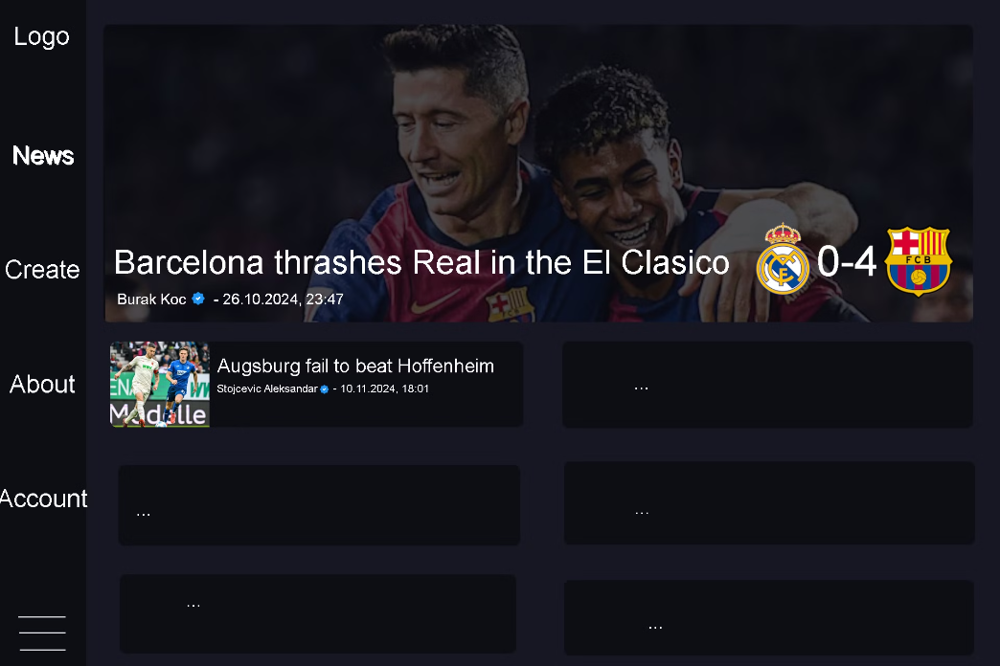 Logo
News
Create
About
Account
Barcelona thrashes Real in the El Clasico
0-4
FCB
Burak Koc - 26.10.2024, 23:47
Augsburg fail to beat Hoffenheim
Stojcevic Aleksandar - 10.11.2024, 18:01
...
...
...
...
...